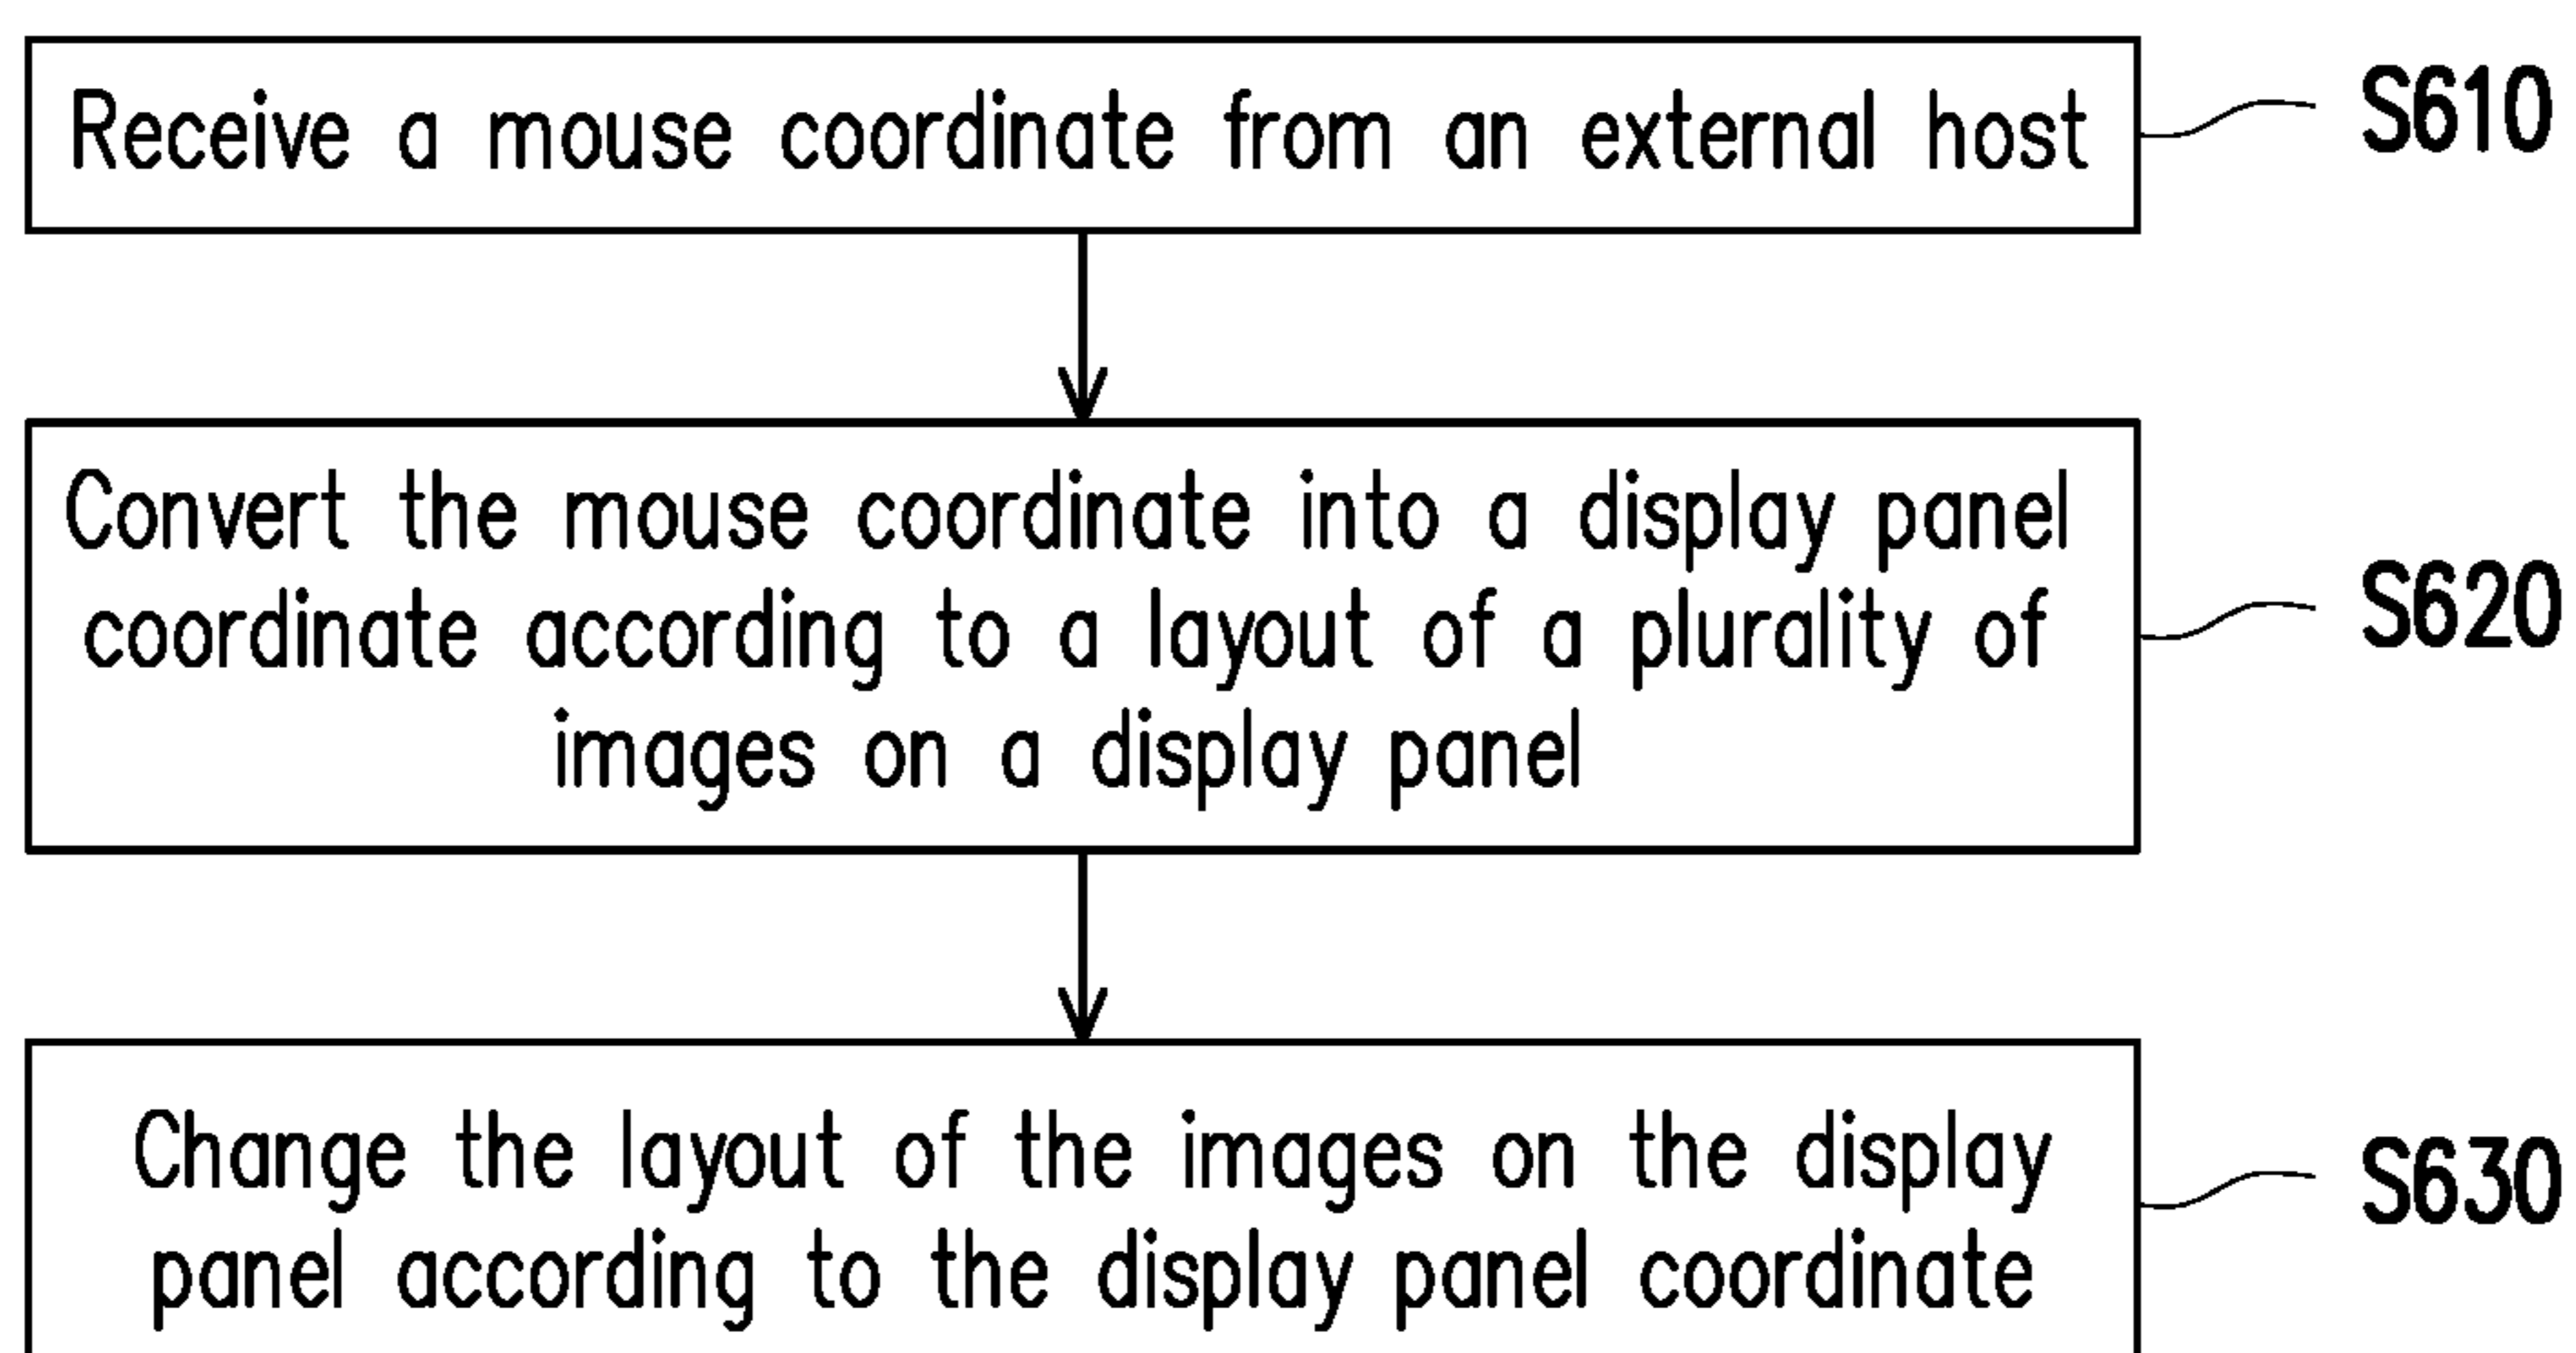 Receive a mouse coordinate from an external host
S610
Convert the mouse coordinate into a display panel
coordinate according to a layout of a plurality of
images on a display panel
S620
Change the layout of the images on the display
panel according to the display panel coordinate
S630